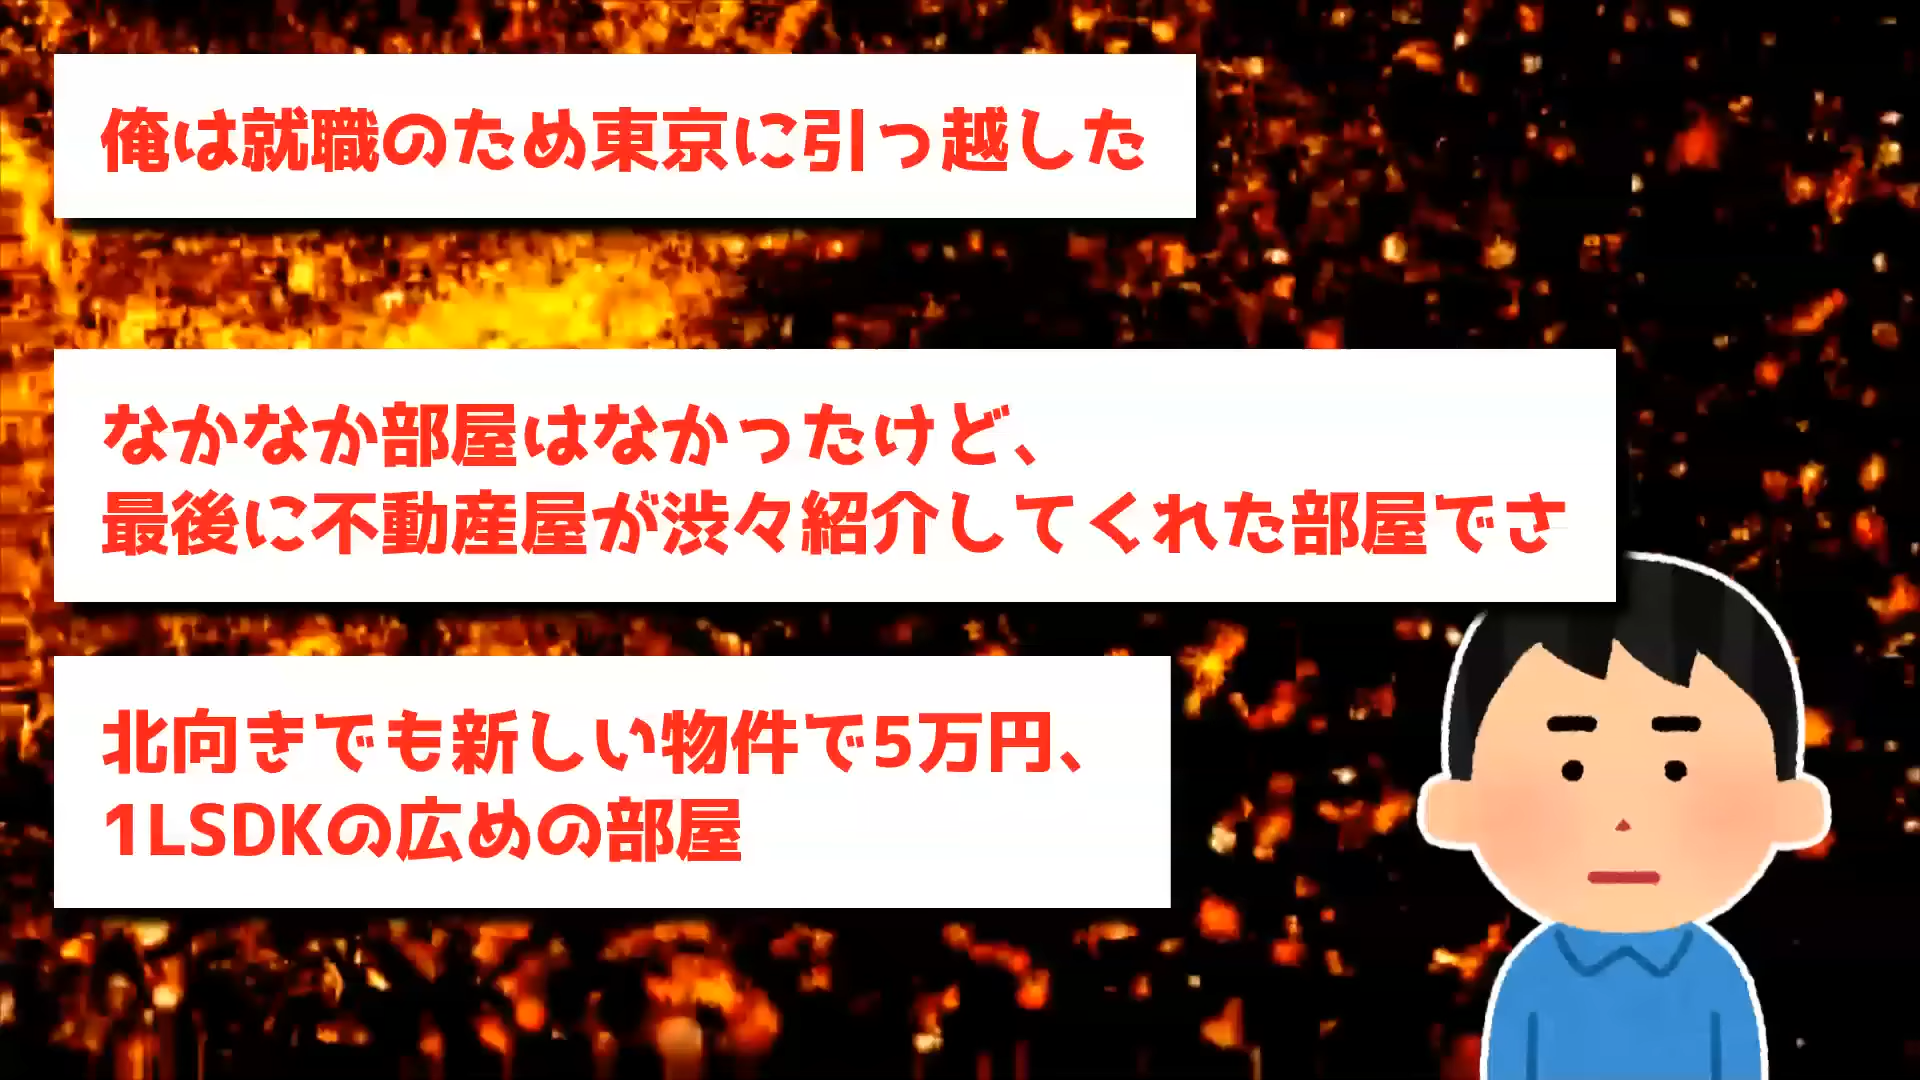 俺は就職のため東京に引っ越した
なかなか部屋はなかったけど、
最後に不動産屋が渋々紹介してくれた部屋でさ
北向きでも新しい物件で5万円、
1LSDKの広めの部屋